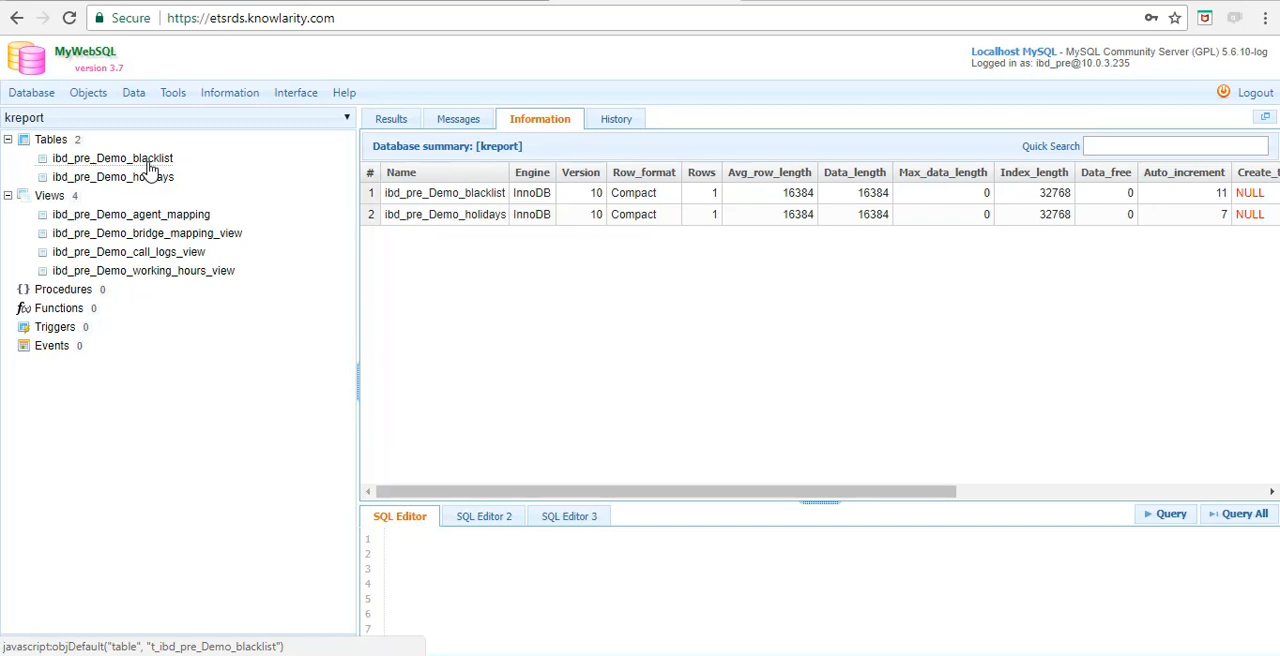 Secure | https://etsrds.knowlarity.com
MyWebSQL
version 3.7
Localhost MySQL - MySQL Community Server (GPL) 5.6.10-log
Logged in as: ibd_pre@10.0.3.235
Database Objects Data Tools Information Interface Help Logout
kreport
Tables 2
ibd_pre_Demo_blacklist
Views 4
ibd_pre_Demo_agent_mapping
ibd_pre_Demo_bridge_mapping_view
ibd_pre_Demo_call_logs_view
ibd_pre_Demo_working_hours_view
{} Procedures 0
f(x) Functions 0
Triggers 0
Events 0
Results Messages Information History
Database summary: [kreport] Quick Search
# Name Engine Version Row_format Rows Avg_row_length Data_length Max_data_length Index_length Data_free Auto_increment
1 ibd_pre_Demo_blacklist InnoDB 10 Compact 1 16384 16384 0 32768 0 11 NULL
2 ibd_pre_Demo_holidays InnoDB 10 Compact 1 16384 16384 0 32768 0 7 NULL
SQL Editor SQL Editor 2 SQL Editor 3 Query Query All
1
2
3
4
5
6
7
javascript:objDefault("table", "t_ibd_pre_Demo_blacklist")